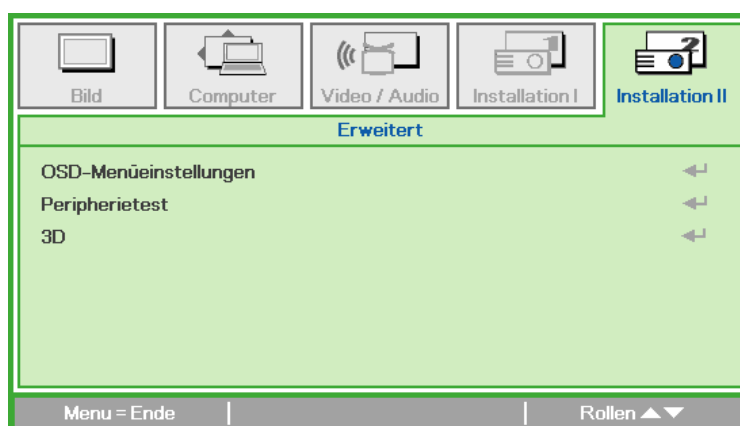 Bild
Computer
Video / Audio
Installation I
Installation II
Erweitert
OSD-Menüeinstellungen
Peripherietest
3D
Menu = Ende
Rollen ▲▼